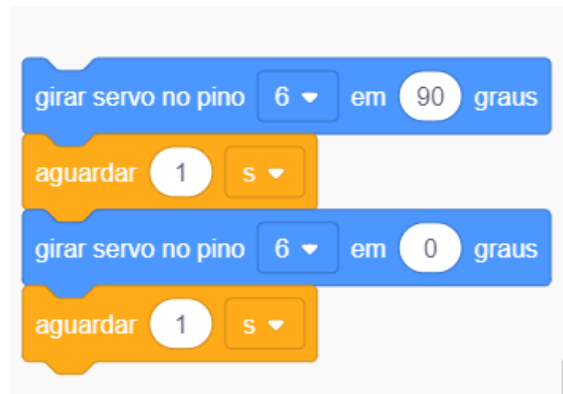 girar servo no pino 6 em 90 graus
aguardar 1 s
girar servo no pino 6 em 0 graus
aguardar 1 s